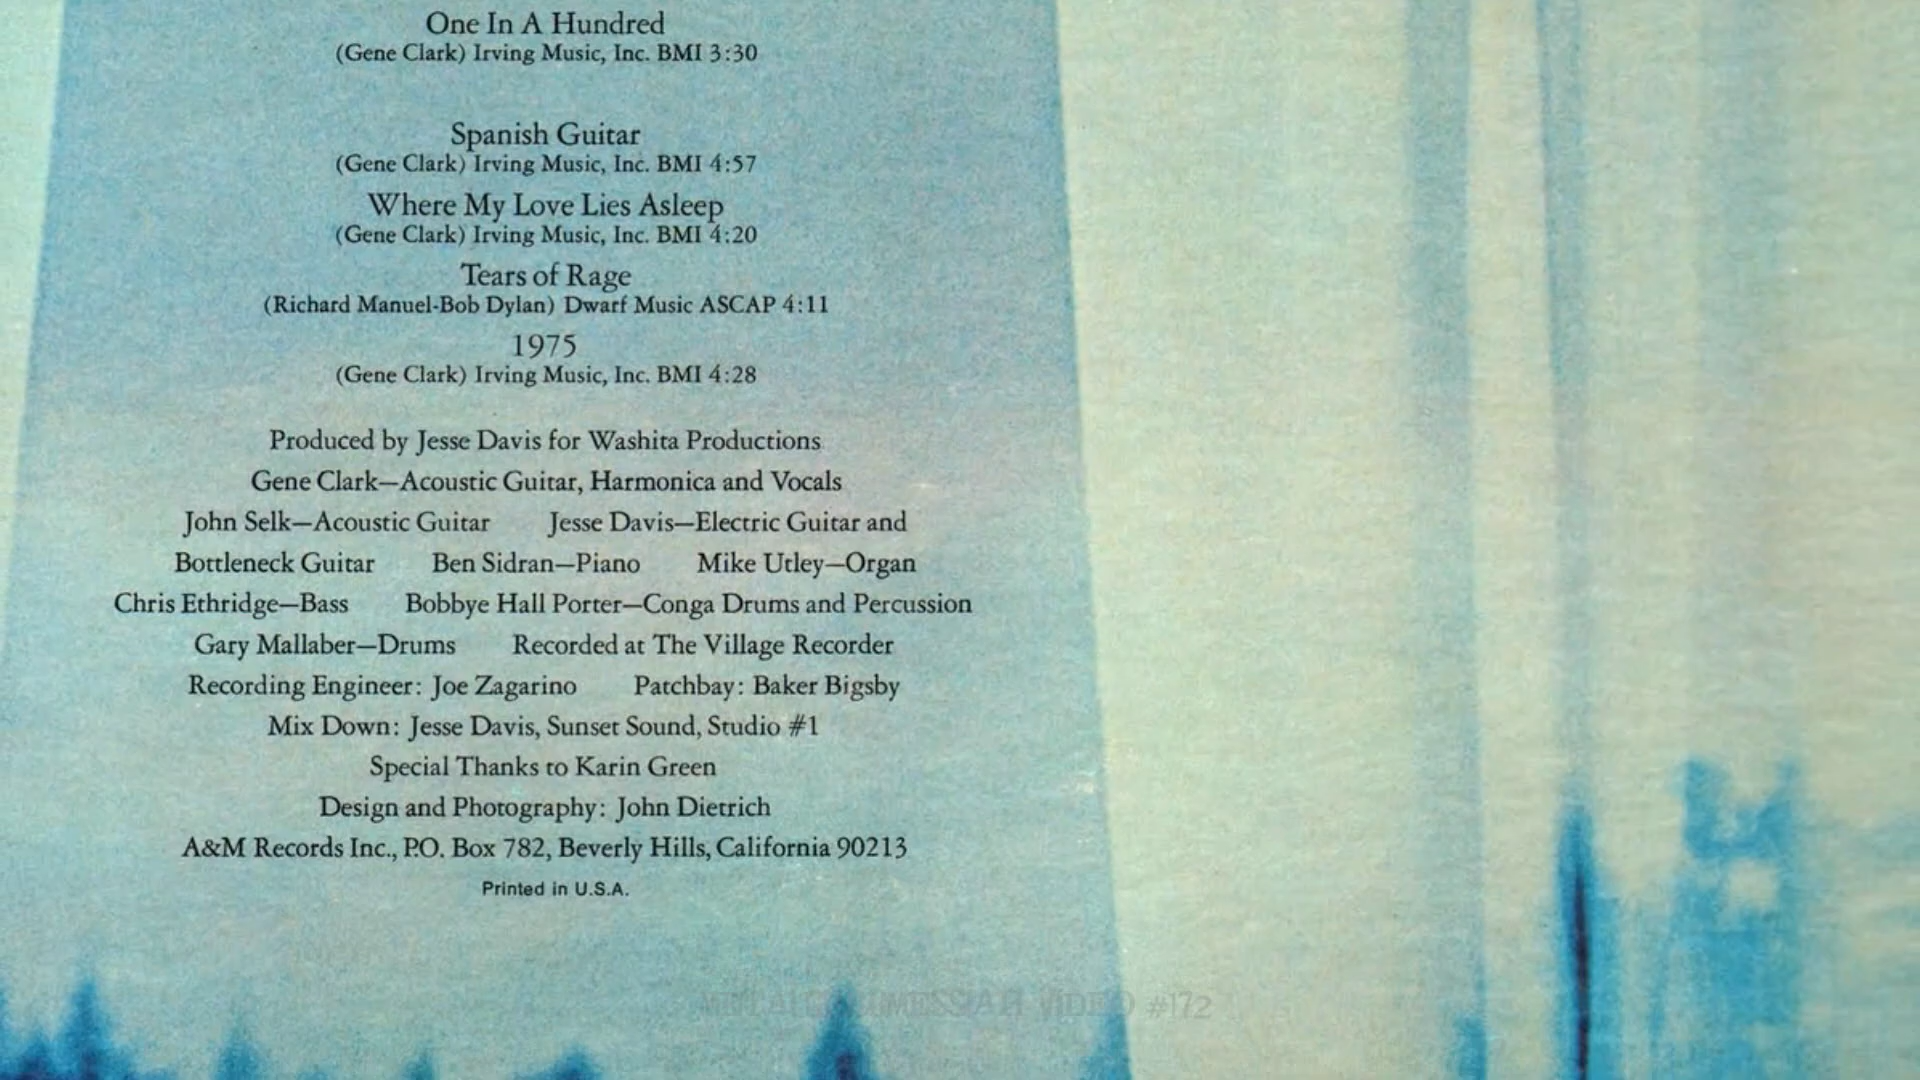 One In A Hundred
(Gene Clark) Irving Music, Inc. BMI 3:30
Spanish Guitar
(Gene Clark) Irving Music, Inc. BMI 4:57
Where My Love Lies Asleep
(Gene Clark) Irving Music, Inc. BMI 4:20
Tears of Rage
(Richard Manuel-Bob Dylan) Dwarf Music ASCAP 4:11
1975
(Gene Clark) Irving Music, Inc. BMI 4:28
Produced by Jesse Davis for Washita Productions
Gene Clark—Acoustic Guitar, Harmonica and Vocals
John Selk—Acoustic Guitar Jesse Davis—Electric Guitar and
Bottleneck Guitar Ben Sidran—Piano Mike Utley—Organ
Chris Ethridge—Bass Bobbye Hall Porter—Conga Drums and Percussion
Gary Mallaber—Drums Recorded at The Village Recorder
Recording Engineer: Joe Zagarino Patchbay: Baker Bigsby
Mix Down: Jesse Davis, Sunset Sound, Studio #1
Special Thanks to Karin Green
Design and Photography: John Dietrich
A&M Records Inc., P.O. Box 782, Beverly Hills, California 90213
Printed in U.S.A.
VIDEO #172